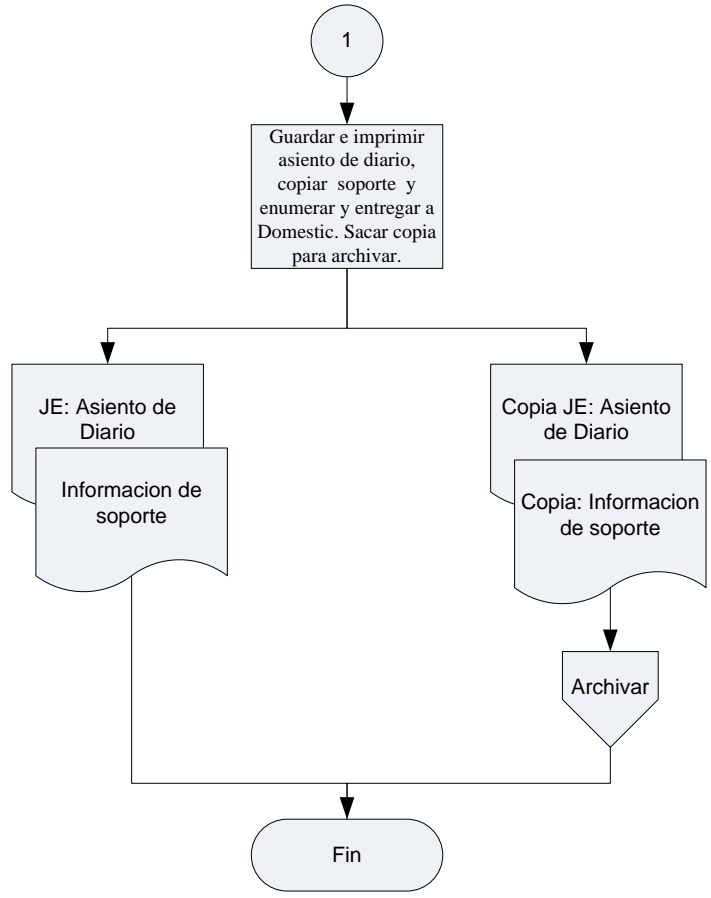 1
Guardar e imprimir
asiento de diario,
copiar soporte y
enumerar y entregar a
Domestic. Sacar copia
para archivar.
JE: Asiento de
Diario
Informacion de
soporte
Copia JE: Asiento
de Diario
Copia: Informacion
de soporte
Archivar
Fin